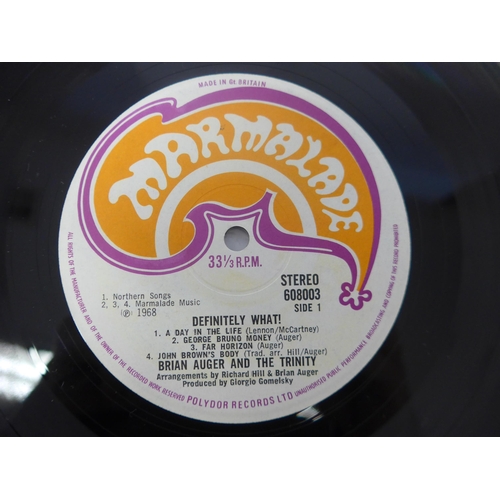 MADE IN Gt BRITAIN
MARMALADE
33⅓ R.P.M.
STEREO
608003
SIDE 1
1. Northern Songs
2, 3, 4. Marmalade Music
℗ 1968
DEFINITELY WHAT!
1. A DAY IN THE LIFE (Lennon/McCartney)
2. GEORGE BRUNO MONEY (Auger)
3. FAR HORIZON (Auger)
4. JOHN BROWN'S BODY (Trad. arr. Hill/Auger)
BRIAN AUGER AND THE TRINITY
Arrangements by Richard Hill & Brian Auger
Produced by Giorgio Gomelsky
ALL RIGHTS OF THE MANUFACTURER AND OF THE OWNER OF THE RECORDED WORK RESERVED
POLYDOR RECORDS LTD
UNAUTHORISED PUBLIC PERFORMANCE, BROADCASTING AND COPYING OF THIS RECORD PROHIBITED